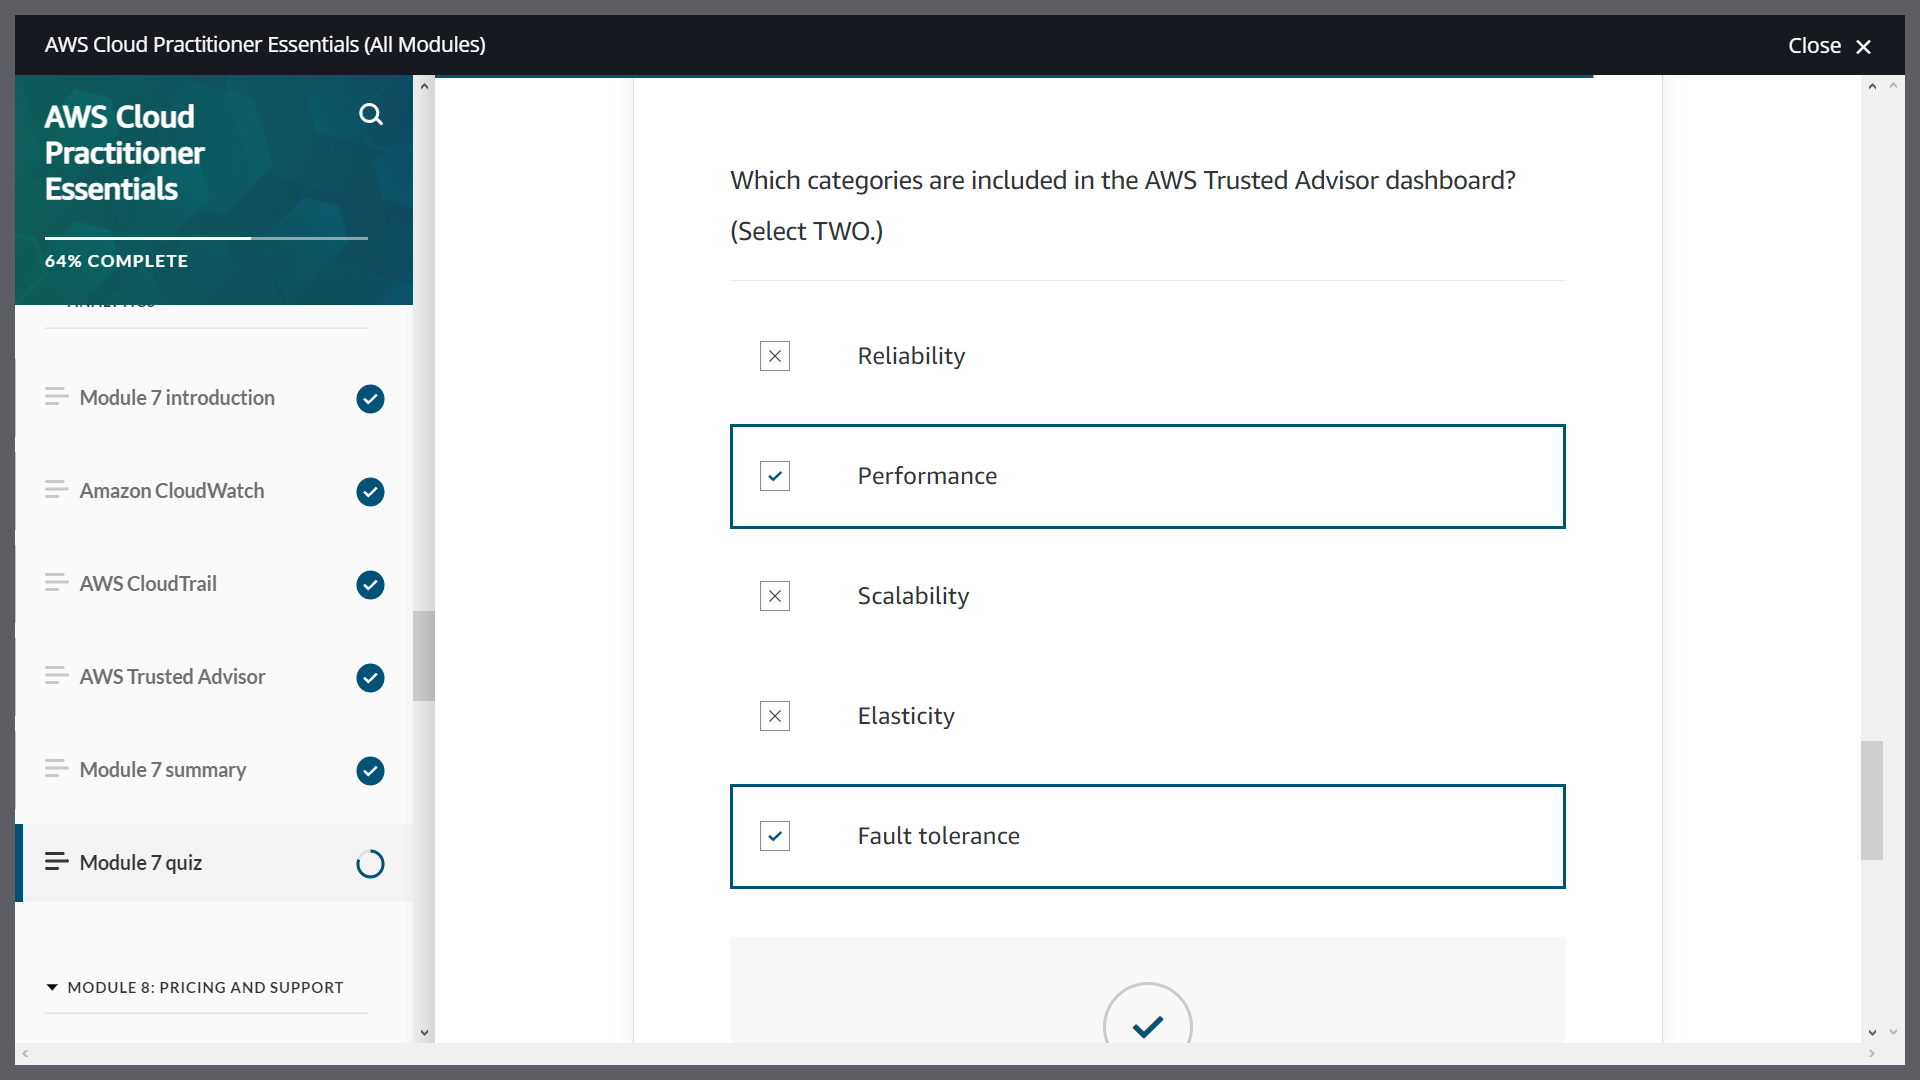 AWS Cloud Practitioner Essentials (All Modules)
Close
AWS Cloud
Practitioner
Essentials
64% COMPLETE
ANALYTICS
Module 7 introduction
Amazon CloudWatch
AWS CloudTrail
AWS Trusted Advisor
Module 7 summary
Module 7 quiz
MODULE 8: PRICING AND SUPPORT
Which categories are included in the AWS Trusted Advisor dashboard?
(Select TWO.)
Reliability
Performance
Scalability
Elasticity
Fault tolerance